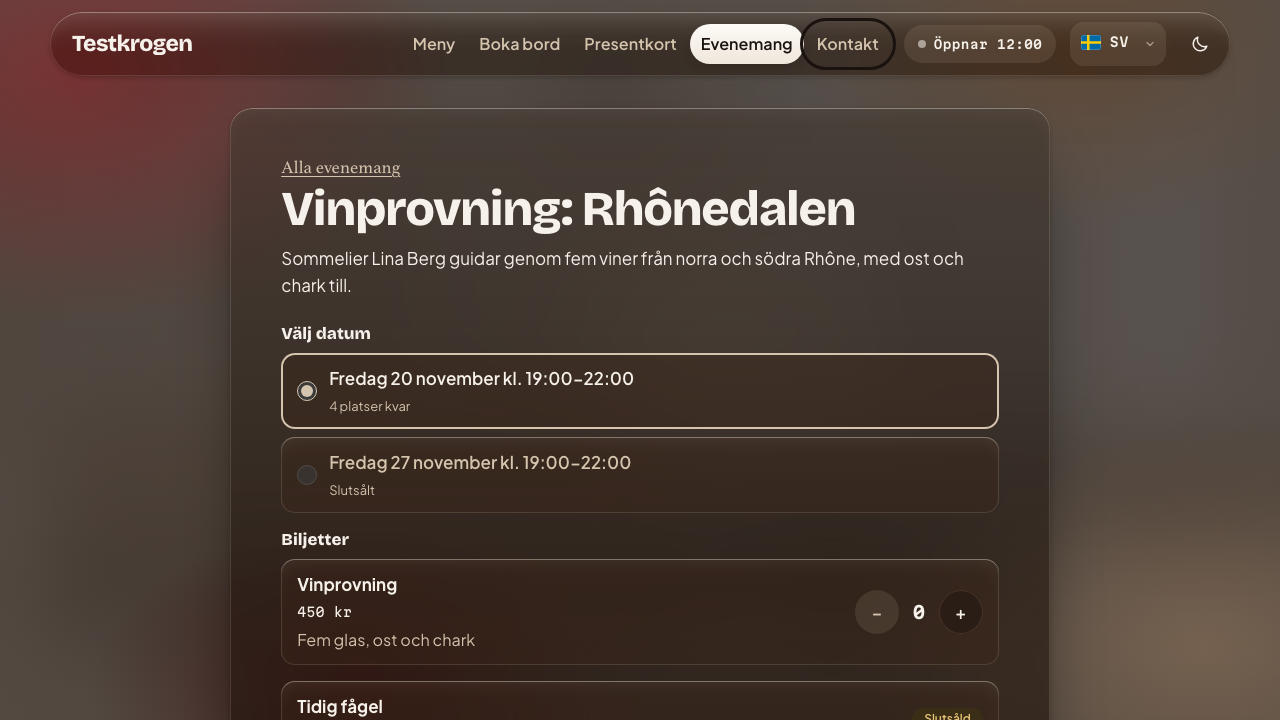 Testkrogen
Meny
Boka bord
Presentkort
Evenemang
Kontakt
Öppnar 12:00
SV
Alla evenemang
Vinprovning: Rhônedalen
Sommelier Lina Berg guidar genom fem viner från norra och södra Rhône, med ost och
chark till.
Välj datum
Fredag 20 november kl. 19:00–22:00
4 platser kvar
Fredag 27 november kl. 19:00–22:00
Slutsålt
Biljetter
Vinprovning
450 kr
Fem glas, ost och chark
− 0 +
Tidig fågel
Slutsåld